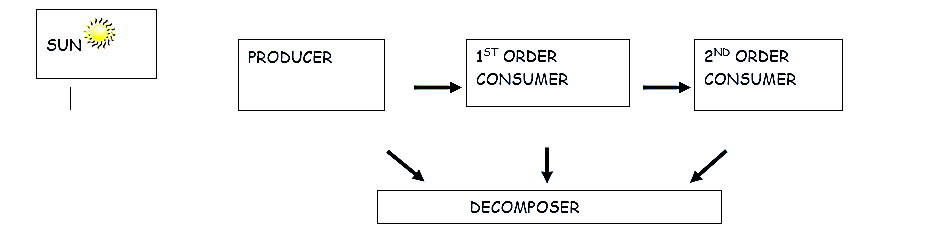 SUN
PRODUCER
1ST ORDER
CONSUMER
2ND ORDER
CONSUMER
DECOMPOSER